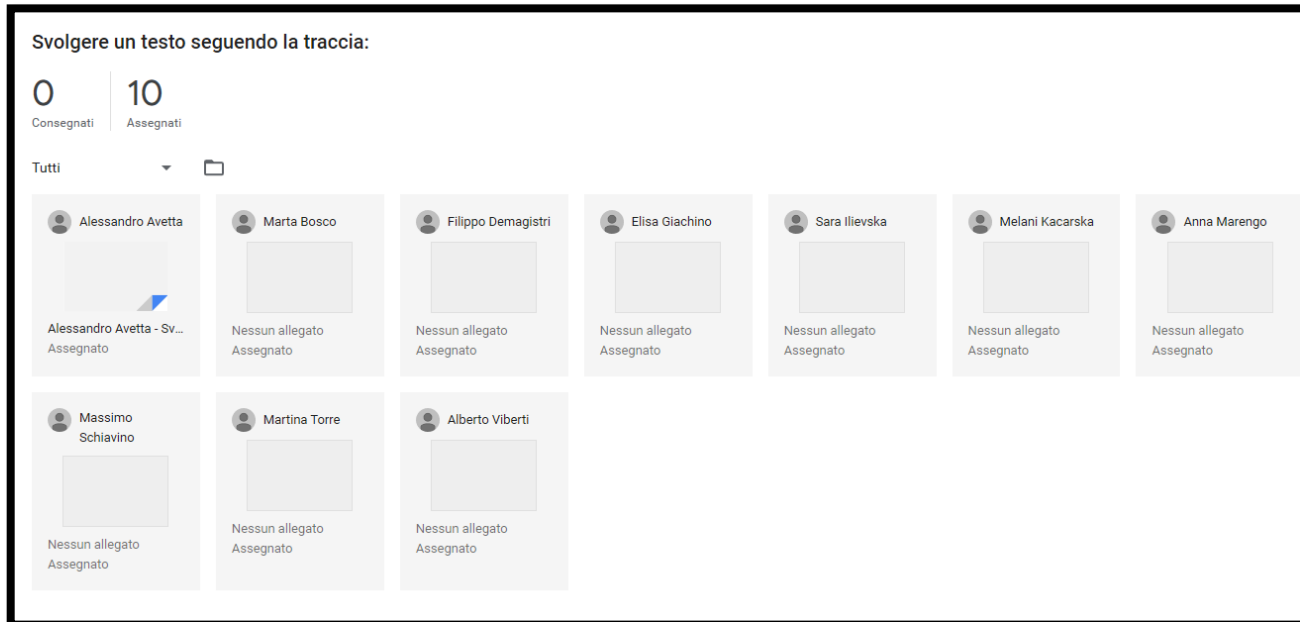 Svolgere un testo seguendo la traccia:
0 10
Consegnati Assegnati
Tutti
Alessandro Avetta
Alessandro Avetta - Sv...
Assegnato
Marta Bosco
Nessun allegato
Assegnato
Filippo Demagistri
Nessun allegato
Assegnato
Elisa Giachino
Nessun allegato
Assegnato
Sara Ilievska
Nessun allegato
Assegnato
Melani Kacarska
Nessun allegato
Assegnato
Anna Marengo
Nessun allegato
Assegnato
Massimo
Schiavino
Nessun allegato
Assegnato
Martina Torre
Nessun allegato
Assegnato
Alberto Viberti
Nessun allegato
Assegnato